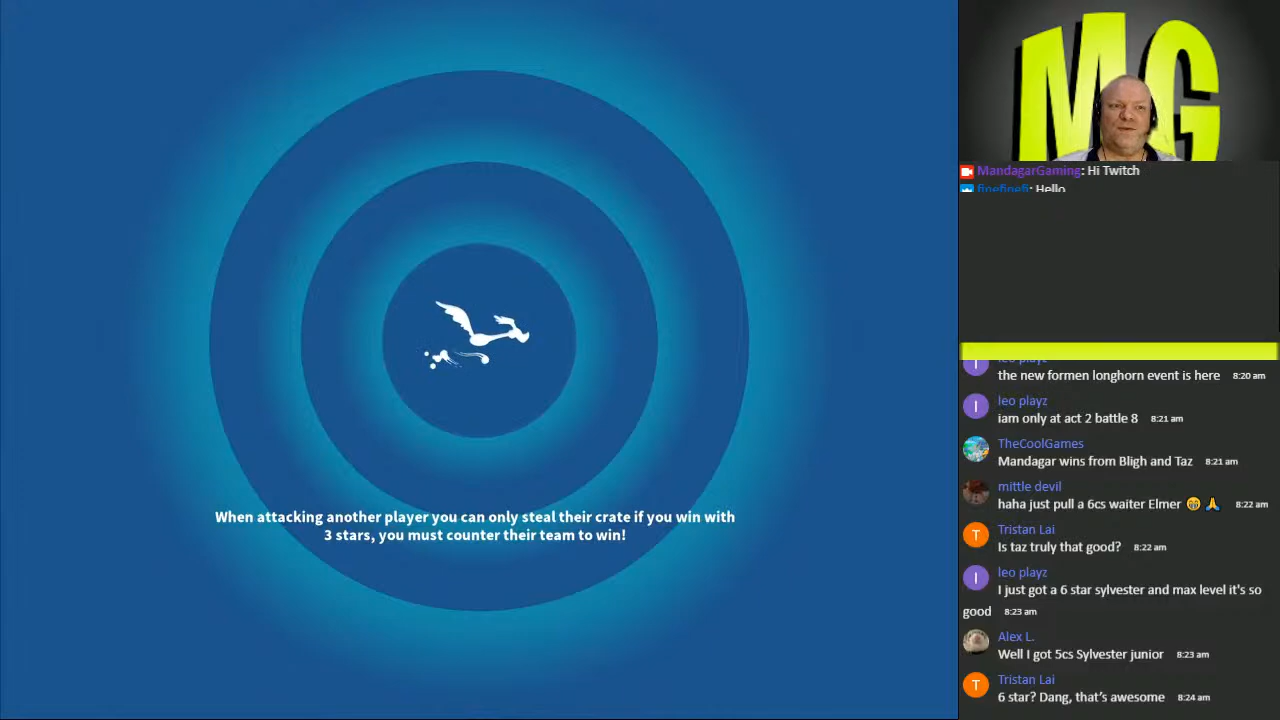 When attacking another player you can only steal their crate if you win with
3 stars, you must counter their team to win!
MG
MandagarGaming: Hi Twitch
finefinefi: Hello
leo playz
the new formen longhorn event is here 8:20 am
leo playz
iam only at act 2 battle 8 8:21 am
TheCoolGames
Mandagar wins from Bligh and Taz 8:21 am
mittle devil
haha just pull a 6cs waiter Elmer 😁 🙏 8:22 am
T
Tristan Lai
Is taz truly that good? 8:22 am
l
leo playz
I just got a 6 star sylvester and max level it's so
good 8:23 am
Alex L.
Well I got 5cs Sylvester junior 8:23 am
T
Tristan Lai
6 star? Dang, that's awesome 8:24 am